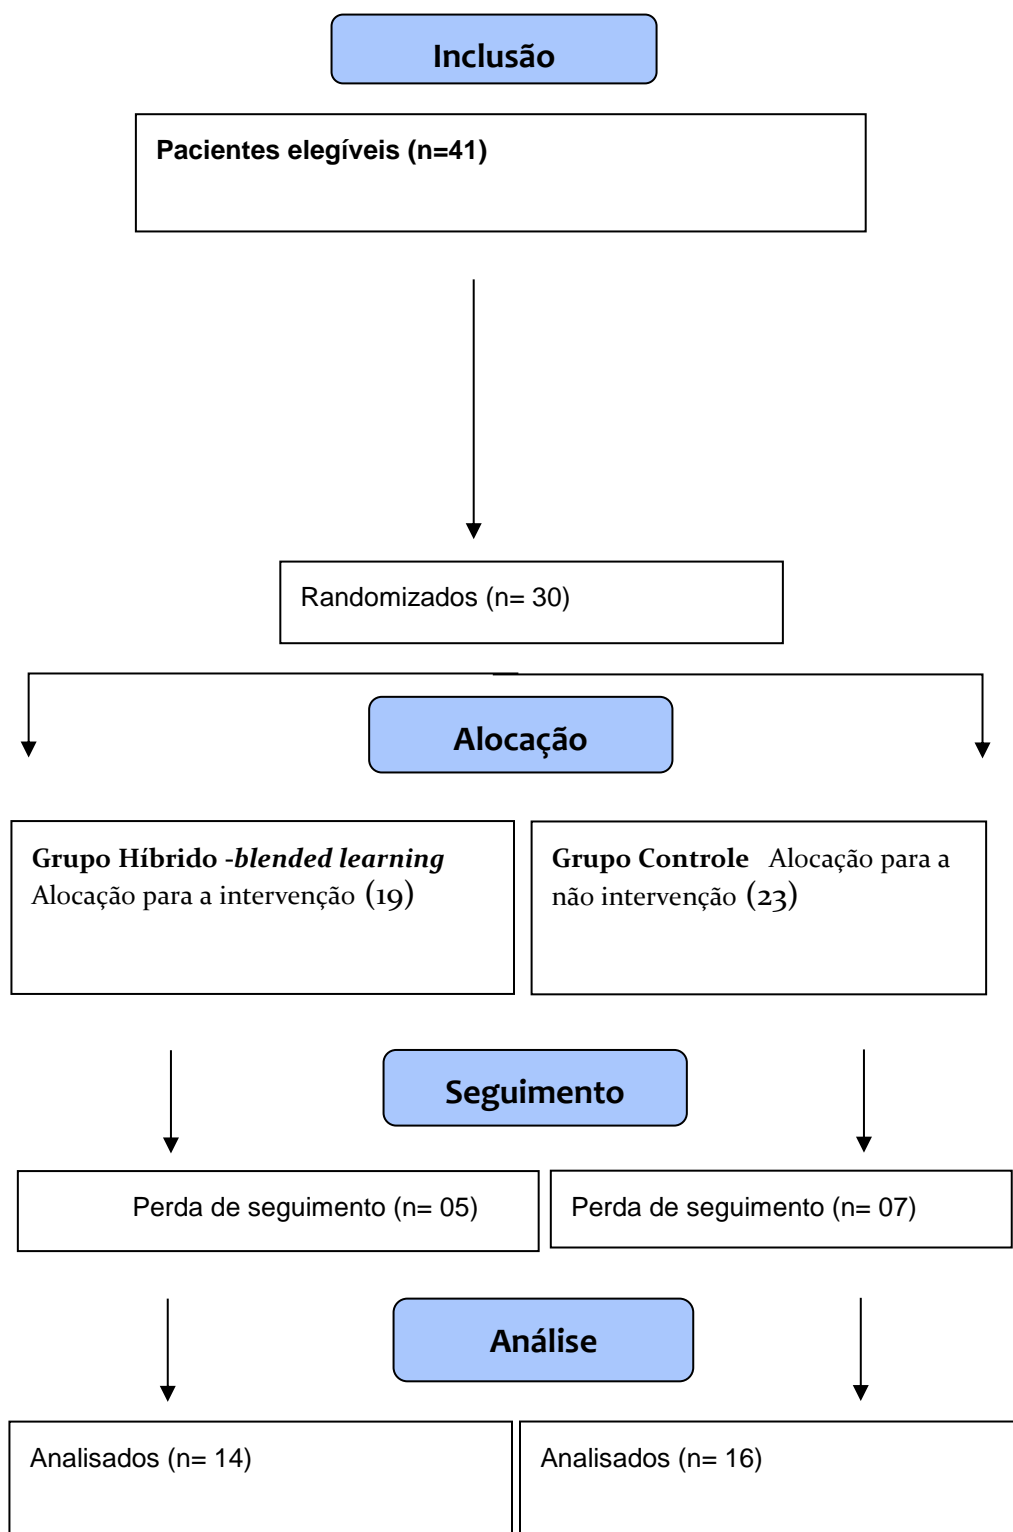 Inclusão
Pacientes elegíveis (n=41)
Randomizados (n= 30)
Alocação
Grupo Híbrido -blended learning
Alocação para a intervenção (19)
Grupo Controle   Alocação para a
não intervenção (23)
Seguimento
Perda de seguimento (n= 05)
Perda de seguimento (n= 07)
Análise
Analisados (n= 14)
Analisados (n= 16)